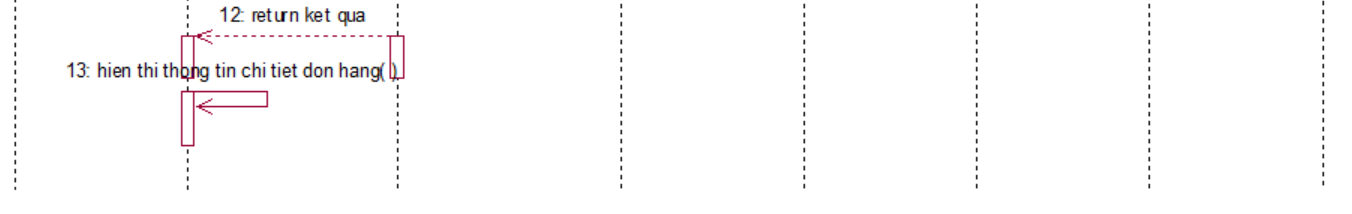 12: return ket qua
13: hien thi thong tin chi tiet don hang( )